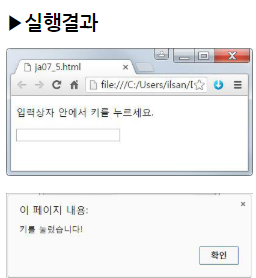 ▶실행결과
ja07_5.html
file:///C:/Users/ilsan/D
입력상자 안에서 키를 누르세요.
이 페이지 내용:
키를 눌렀습니다!
확인